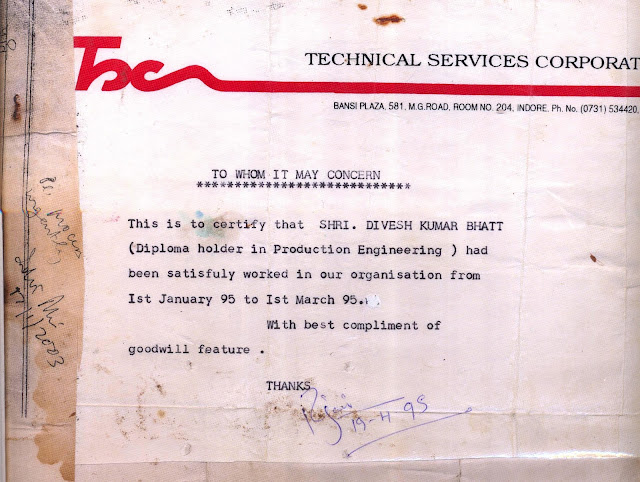 Tsc
TECHNICAL SERVICES CORPORAT
BANSI PLAZA, 581, M.G.ROAD, ROOM NO. 204, INDORE. Ph. No. (0731) 534420,
TO WHOM IT MAY CONCERN
****************************
This is to certify that SHRI. DIVESH KUMAR BHATT
(Diploma holder in Production Engineering ) had
been satisfuly worked in our organisation from
Ist January 95 to Ist March 95.
With best compliment of
goodwill feature .
THANKS
19-11 95
2003